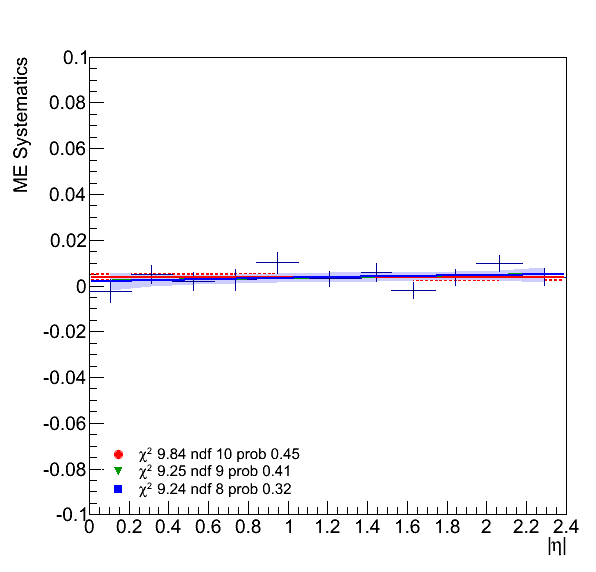 ME Systematics
0.1
0.08
0.06
0.04
0.02
0
-0.02
-0.04
-0.06
-0.08
-0.1
χ² 9.84 ndf 10 prob 0.45
χ² 9.25 ndf 9 prob 0.41
χ² 9.24 ndf 8 prob 0.32
0 0.2 0.4 0.6 0.8 1 1.2 1.4 1.6 1.8 2 2.2 2.4
|η|